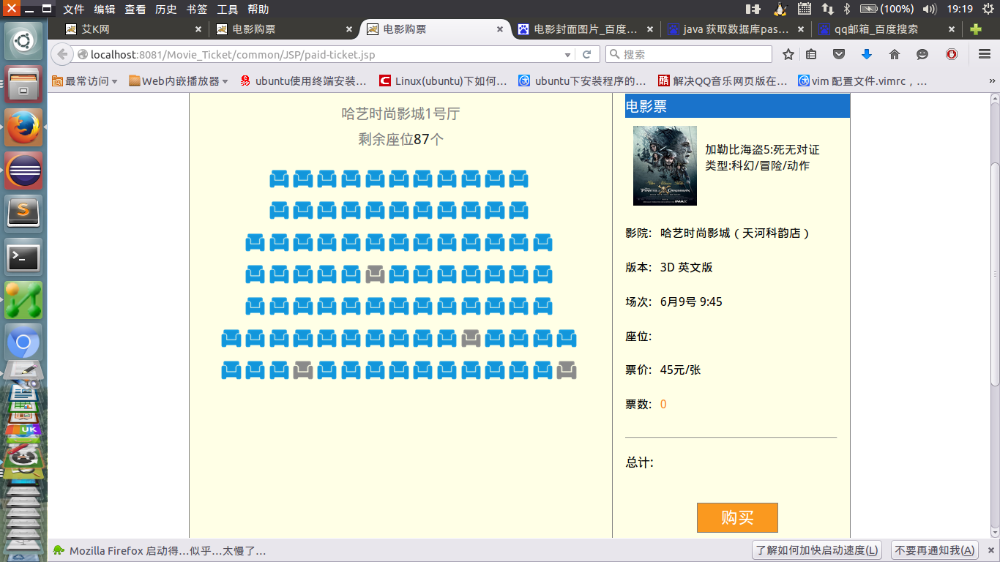 文件 编辑 查看 历史 书签 工具 帮助
(100%) 19:19
艾K网
电影购票
电影购票
电影封面图片_百度...
java 获取数据库pas...
qq邮箱_百度搜索
localhost:8081/Movie_Ticket/common/JSP/paid-ticket.jsp
搜索
最常访问
Web内嵌播放器
ubuntu使用终端安装...
Linux(ubuntu)下如何...
ubuntu下安装程序的...
解决QQ音乐网页版在...
vim 配置文件.vimrc，...
哈艺时尚影城1号厅
剩余座位87个
电影票
加勒比海盗5:死无对证
类型:科幻/冒险/动作
影院: 哈艺时尚影城（天河科韵店）
版本: 3D 英文版
场次: 6月9号 9:45
座位:
票价: 45元/张
票数: 0
总计:
购买
Mozilla Firefox 启动得...似乎...太慢了...
了解如何加快启动速度(L)
不要再通知我(A)